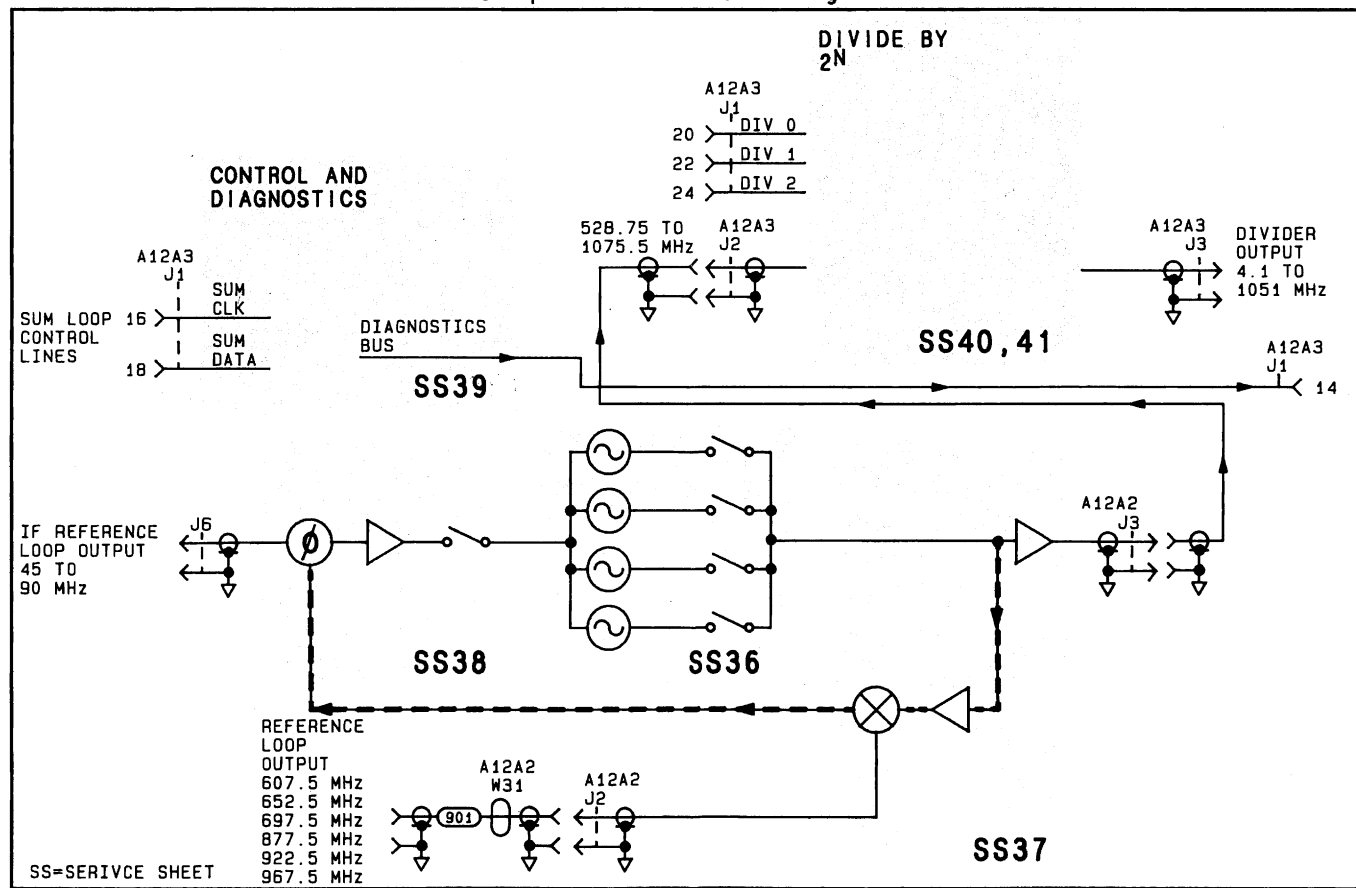 DIVIDE BY
2N
A12A3
J1
20 DIV 0
22 DIV 1
24 DIV 2
CONTROL AND
DIAGNOSTICS
528.75 TO
1075.5 MHz
A12A3
J2
A12A3
J3
DIVIDER
OUTPUT
4.1 TO
1051 MHz
A12A3
J1
SUM LOOP
CONTROL
LINES
16
SUM
CLK
18
SUM
DATA
DIAGNOSTICS
BUS
SS39
SS40,41
A12A3
J1
14
IF REFERENCE
LOOP OUTPUT
45 TO
90 MHz
J6
ø
A12A2
J3
SS38
SS36
REFERENCE
LOOP
OUTPUT
607.5 MHz
652.5 MHz
697.5 MHz
877.5 MHz
922.5 MHz
967.5 MHz
A12A2
W31
901
A12A2
J2
SS37
SS=SERIVCE SHEET